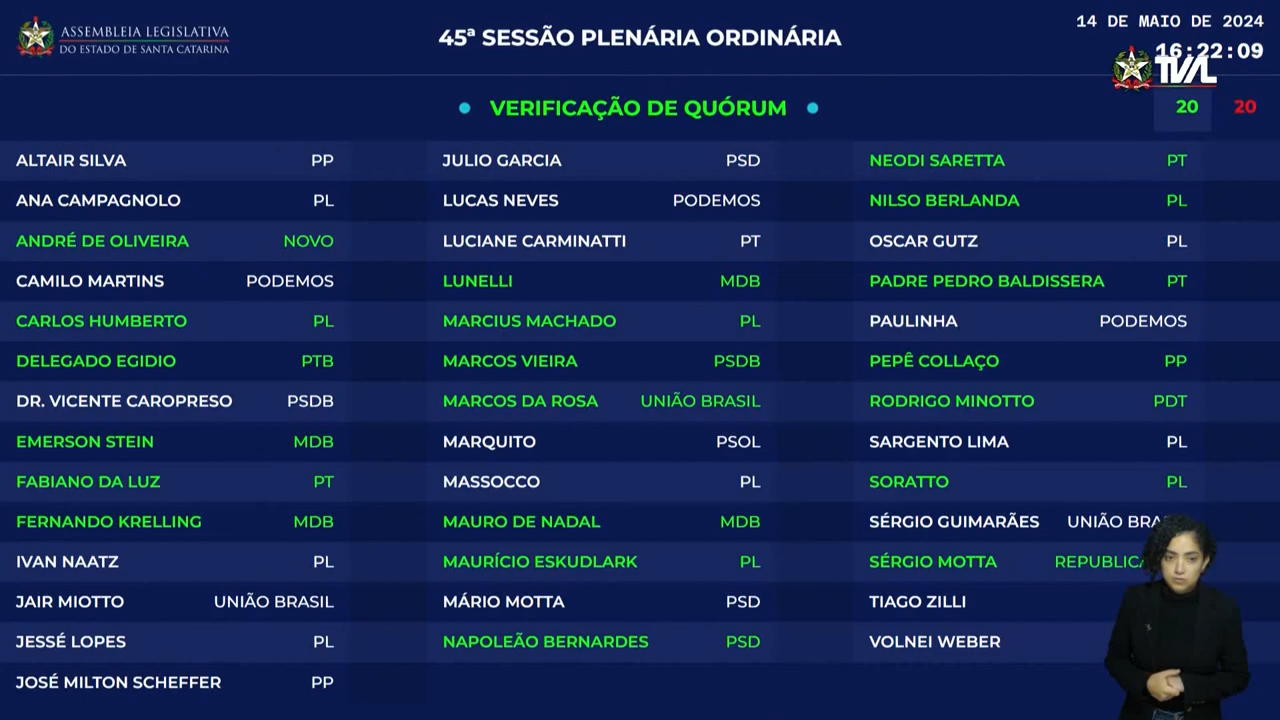 ASSEMBLEIA LEGISLATIVA
DO ESTADO DE SANTA CATARINA
45ª SESSÃO PLENÁRIA ORDINÁRIA
14 DE MAIO DE 2024
16:22:09
TVAL
VERIFICAÇÃO DE QUÓRUM
20 20
ALTAIR SILVA PP
ANA CAMPAGNOLO PL
ANDRÉ DE OLIVEIRA NOVO
CAMILO MARTINS PODEMOS
CARLOS HUMBERTO PL
DELEGADO EGIDIO PTB
DR. VICENTE CAROPRESO PSDB
EMERSON STEIN MDB
FABIANO DA LUZ PT
FERNANDO KRELLING MDB
IVAN NAATZ PL
JAIR MIOTTO UNIÃO BRASIL
JESSÉ LOPES PL
JOSÉ MILTON SCHEFFER PP
JULIO GARCIA PSD
LUCAS NEVES PODEMOS
LUCIANE CARMINATTI PT
LUNELLI MDB
MARCIUS MACHADO PL
MARCOS VIEIRA PSDB
MARCOS DA ROSA UNIÃO BRASIL
MARQUITO PSOL
MASSOCCO PL
MAURO DE NADAL MDB
MAURÍCIO ESKUDLARK PL
MÁRIO MOTTA PSD
NAPOLEÃO BERNARDES PSD
NEODI SARETTA PT
NILSO BERLANDA PL
OSCAR GUTZ PL
PADRE PEDRO BALDISSERA PT
PAULINHA PODEMOS
PEPÊ COLLAÇO PP
RODRIGO MINOTTO PDT
SARGENTO LIMA PL
SORATTO PL
SÉRGIO GUIMARÃES UNIÃO
SÉRGIO MOTTA
TIAGO ZILLI
VOLNEI WEBER